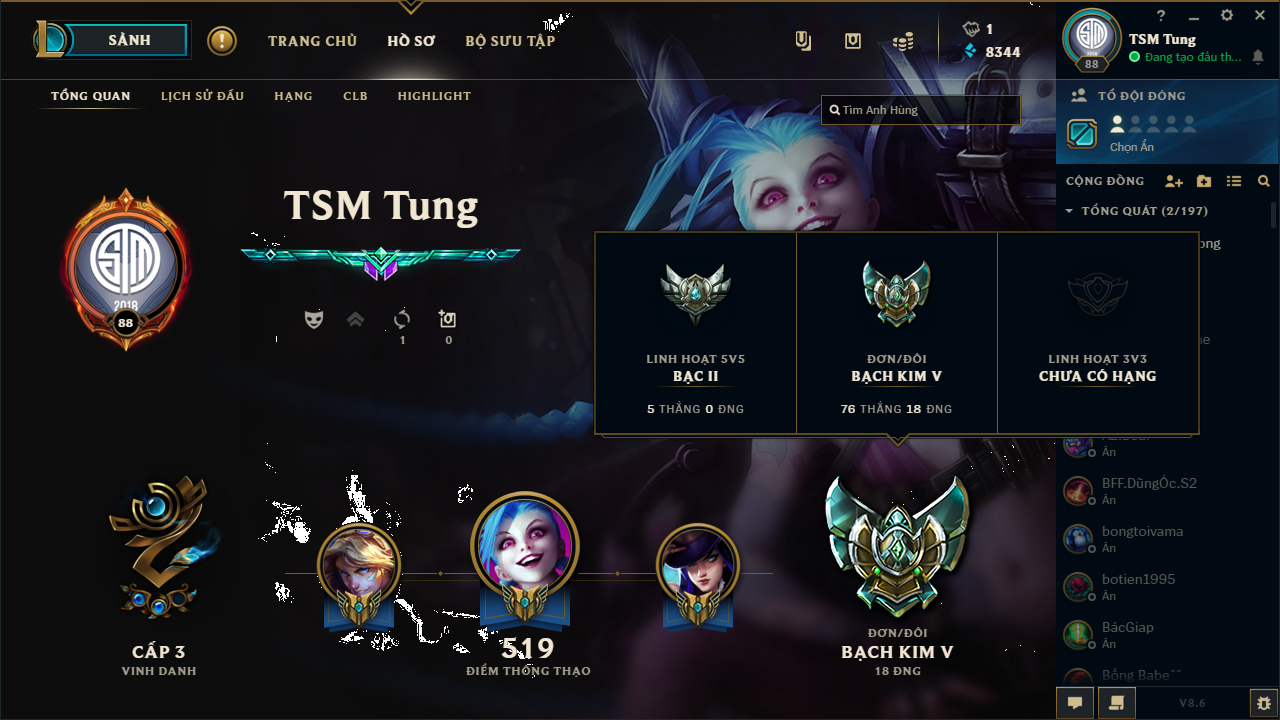 SẢNH
TRANG CHỦ
HỒ SƠ
BỘ SƯU TẬP
1
8344
TSM Tung
Đang tạo đấu th...
88
TỔNG QUAN
LỊCH SỬ ĐẤU
HẠNG
CLB
HIGHLIGHT
Tìm Anh Hùng
TỔ ĐỘI ĐÓNG
Chọn Ẩn
CỘNG ĐỒNG
TỔNG QUÁT (2/197)
ong
TSM Tung
2018
88
1
0
LINH HOẠT 5V5
BẠC II
5 THẮNG 0 ĐNG
ĐƠN/ĐÔI
BẠCH KIM V
76 THẮNG 18 ĐNG
LINH HOẠT 3V3
CHƯA CÓ HẠNG
Ẩn
BFF.DũngÓc.S2
Ẩn
bongtoivama
Ẩn
botien1995
Ẩn
BácGiap
Ẩn
Bống Babe^^
CẤP 3
VINH DANH
519
ĐIỂM THÔNG THẠO
ĐƠN/ĐÔI
BẠCH KIM V
18 ĐNG
V8.6